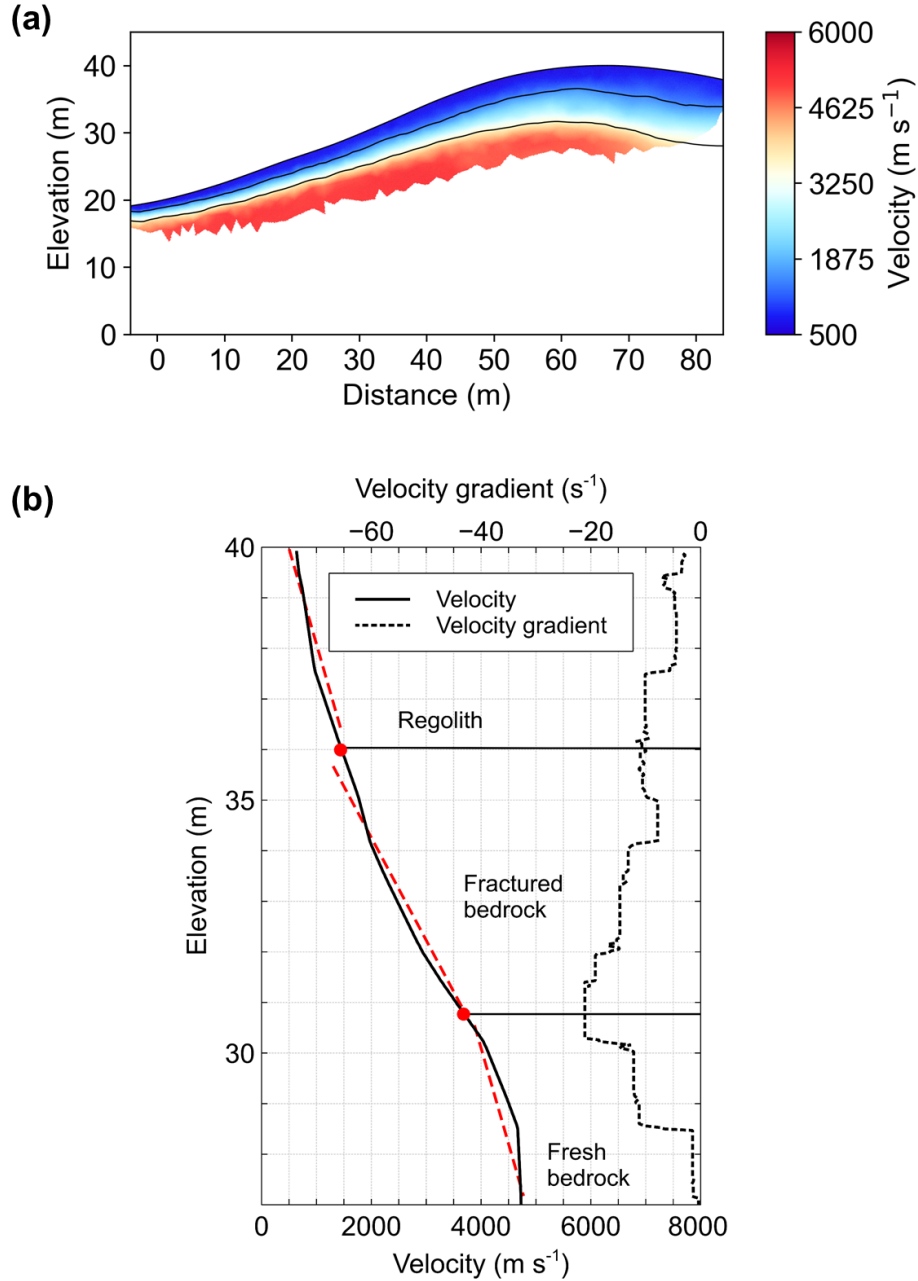 (a)
40
30
20
10
0
Elevation (m)
0 10 20 30 40 50 60 70 80
Distance (m)
6000
4625
3250
1875
500
Velocity (m s⁻¹)
(b)
Velocity gradient (s⁻¹)
−60 −40 −20 0
40
35
30
Elevation (m)
Velocity
Velocity gradient
Regolith
Fractured
bedrock
Fresh
bedrock
0 2000 4000 6000 8000
Velocity (m s⁻¹)